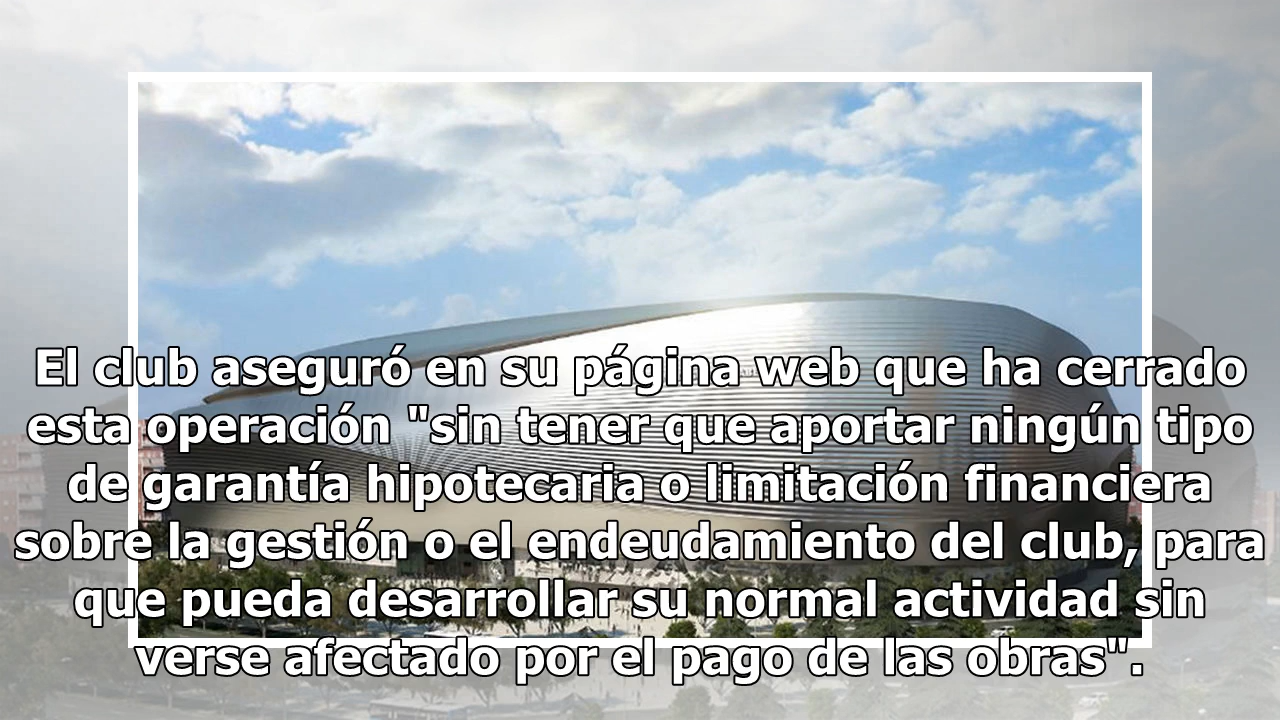 El club aseguró en su página web que ha cerrado
esta operación "sin tener que aportar ningún tipo
de garantía hipotecaria o limitación financiera
sobre la gestión o el endeudamiento del club, para
que pueda desarrollar su normal actividad sin
verse afectado por el pago de las obras".